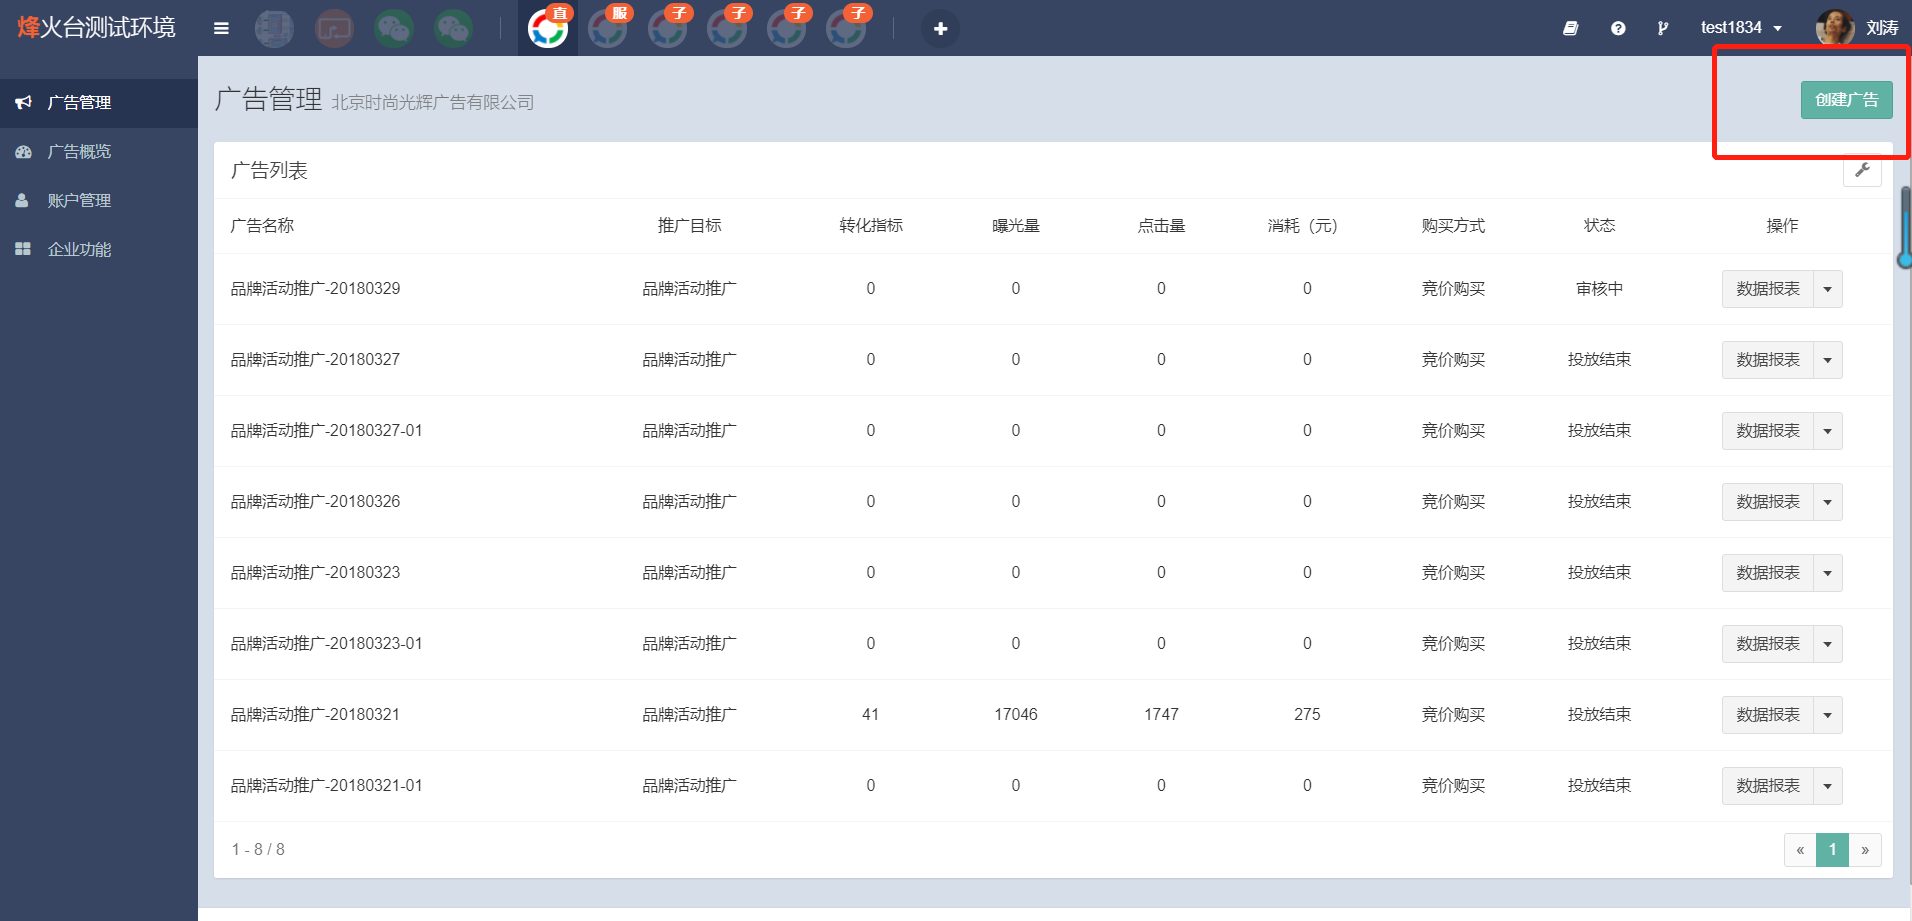 烽火台测试环境
直 服 子 子 子 子
test1834 刘涛
广告管理
广告概览
账户管理
企业功能
广告管理 北京时尚光辉广告有限公司
创建广告
广告列表
广告名称 推广目标 转化指标 曝光量 点击量 消耗（元） 购买方式 状态 操作
品牌活动推广-20180329 品牌活动推广 0 0 0 0 竞价购买 审核中 数据报表
品牌活动推广-20180327 品牌活动推广 0 0 0 0 竞价购买 投放结束 数据报表
品牌活动推广-20180327-01 品牌活动推广 0 0 0 0 竞价购买 投放结束 数据报表
品牌活动推广-20180326 品牌活动推广 0 0 0 0 竞价购买 投放结束 数据报表
品牌活动推广-20180323 品牌活动推广 0 0 0 0 竞价购买 投放结束 数据报表
品牌活动推广-20180323-01 品牌活动推广 0 0 0 0 竞价购买 投放结束 数据报表
品牌活动推广-20180321 品牌活动推广 41 17046 1747 275 竞价购买 投放结束 数据报表
品牌活动推广-20180321-01 品牌活动推广 0 0 0 0 竞价购买 投放结束 数据报表
1 - 8 / 8 « 1 »